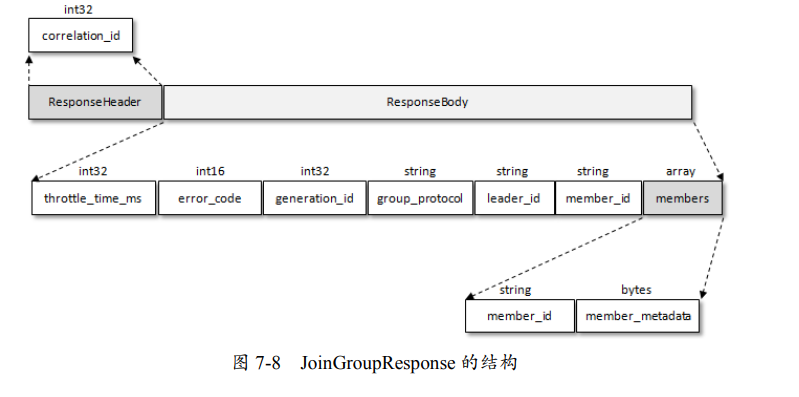 int32
correlation_id
ResponseHeader ResponseBody
int32 int16 int32 string string string array
throttle_time_ms error_code generation_id group_protocol leader_id member_id members
string bytes
member_id member_metadata
图 7-8 JoinGroupResponse 的结构